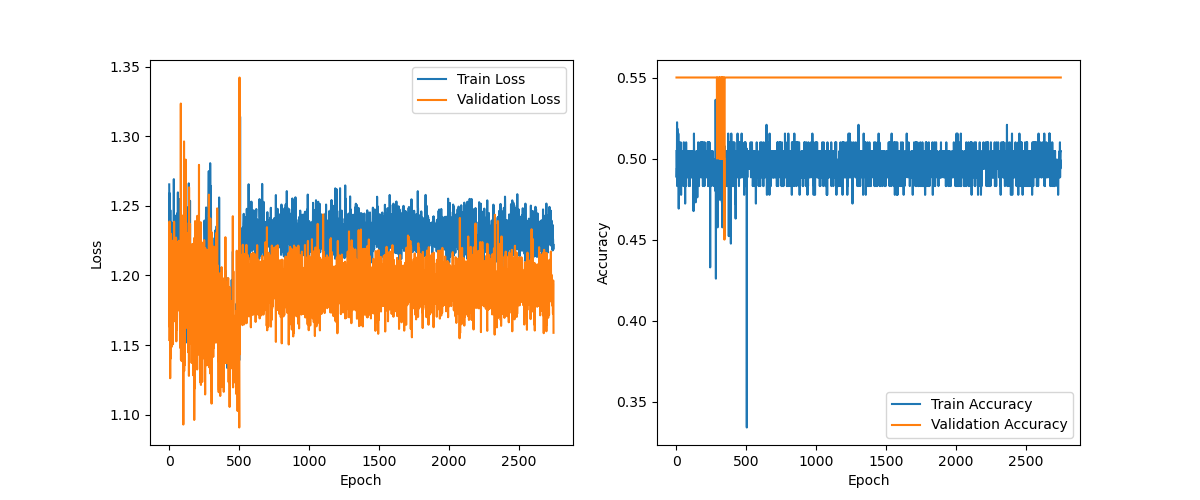 1.35
1.30
1.25
1.20
1.15
1.10
Loss
0 500 1000 1500 2000 2500
Epoch
Train Loss
Validation Loss
0.55
0.50
0.45
0.40
0.35
Accuracy
0 500 1000 1500 2000 2500
Epoch
Train Accuracy
Validation Accuracy